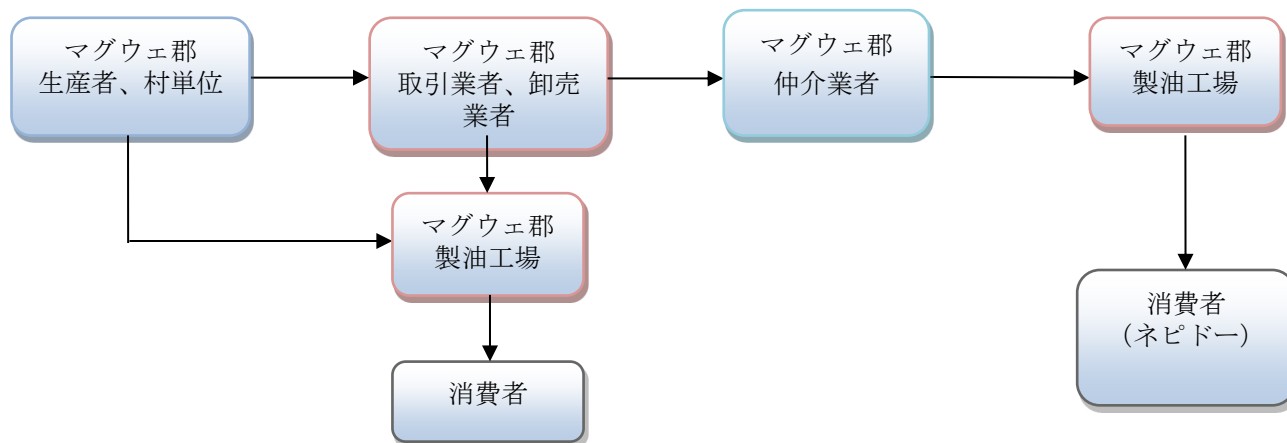 マグウェ郡
生産者、村単位
マグウェ郡
取引業者、卸売
業者
マグウェ郡
仲介業者
マグウェ郡
製油工場
マグウェ郡
製油工場
消費者
(ネピドー)
消費者